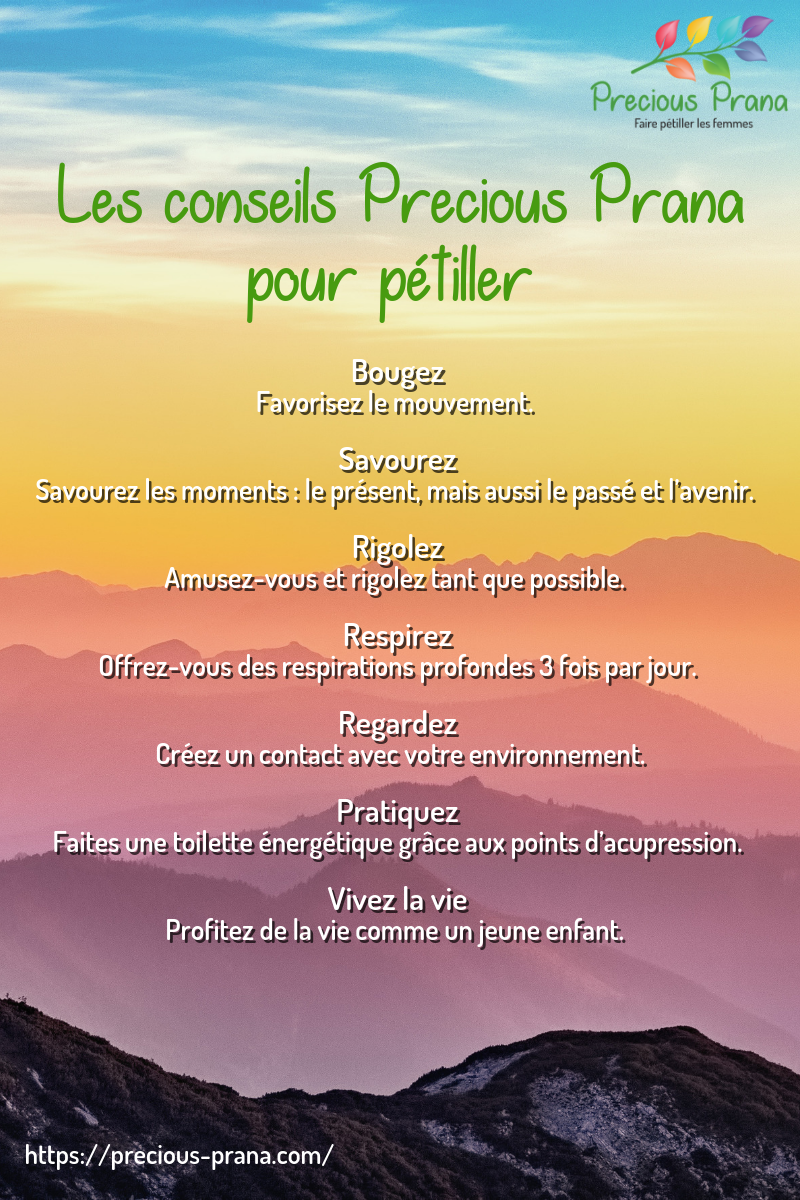 Precious Prana
Faire pétiller les femmes
Les conseils Precious Prana
pour pétiller
Bougez
Favorisez le mouvement.
Savourez
Savourez les moments : le présent, mais aussi le passé et l'avenir.
Rigolez
Amusez-vous et rigolez tant que possible.
Respirez
Offrez-vous des respirations profondes 3 fois par jour.
Regardez
Créez un contact avec votre environnement.
Pratiquez
Faites une toilette énergétique grâce aux points d'acupression.
Vivez la vie
Profitez de la vie comme un jeune enfant.
https://precious-prana.com/